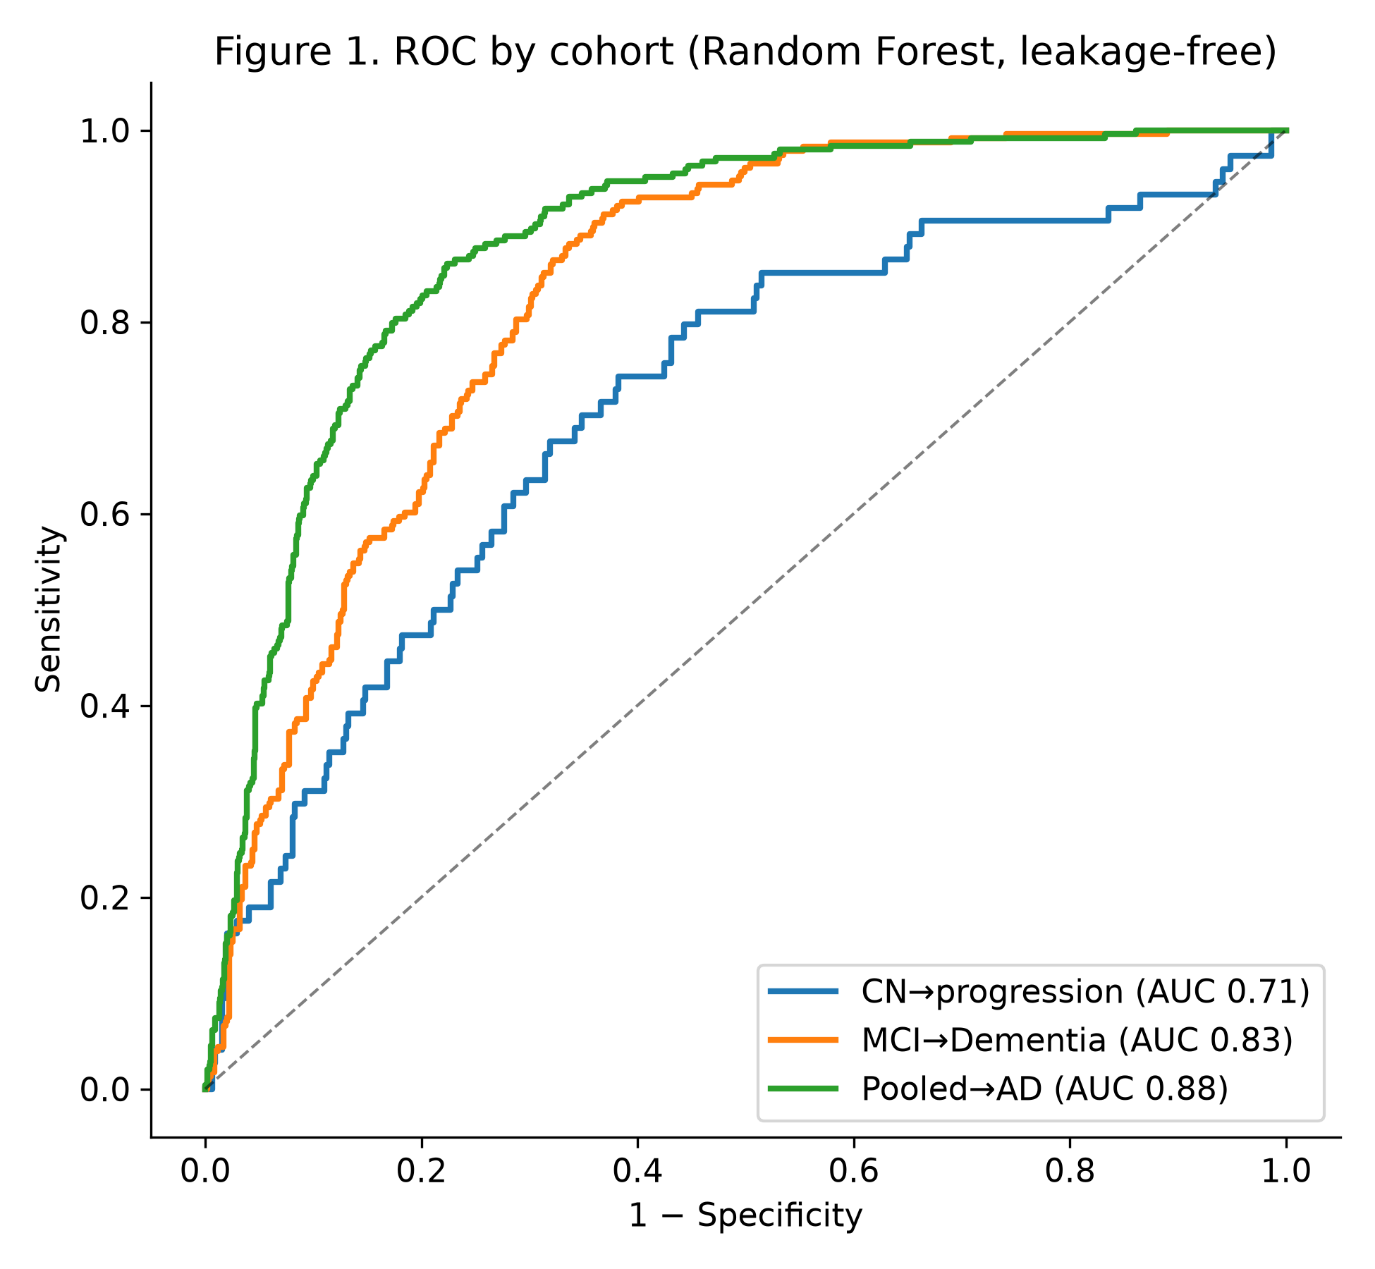 Figure 1. ROC by cohort (Random Forest, leakage-free)
1.0
0.8
0.6
0.4
0.2
0.0
Sensitivity
0.0 0.2 0.4 0.6 0.8 1.0
1 − Specificity
CN→progression (AUC 0.71)
MCI→Dementia (AUC 0.83)
Pooled→AD (AUC 0.88)